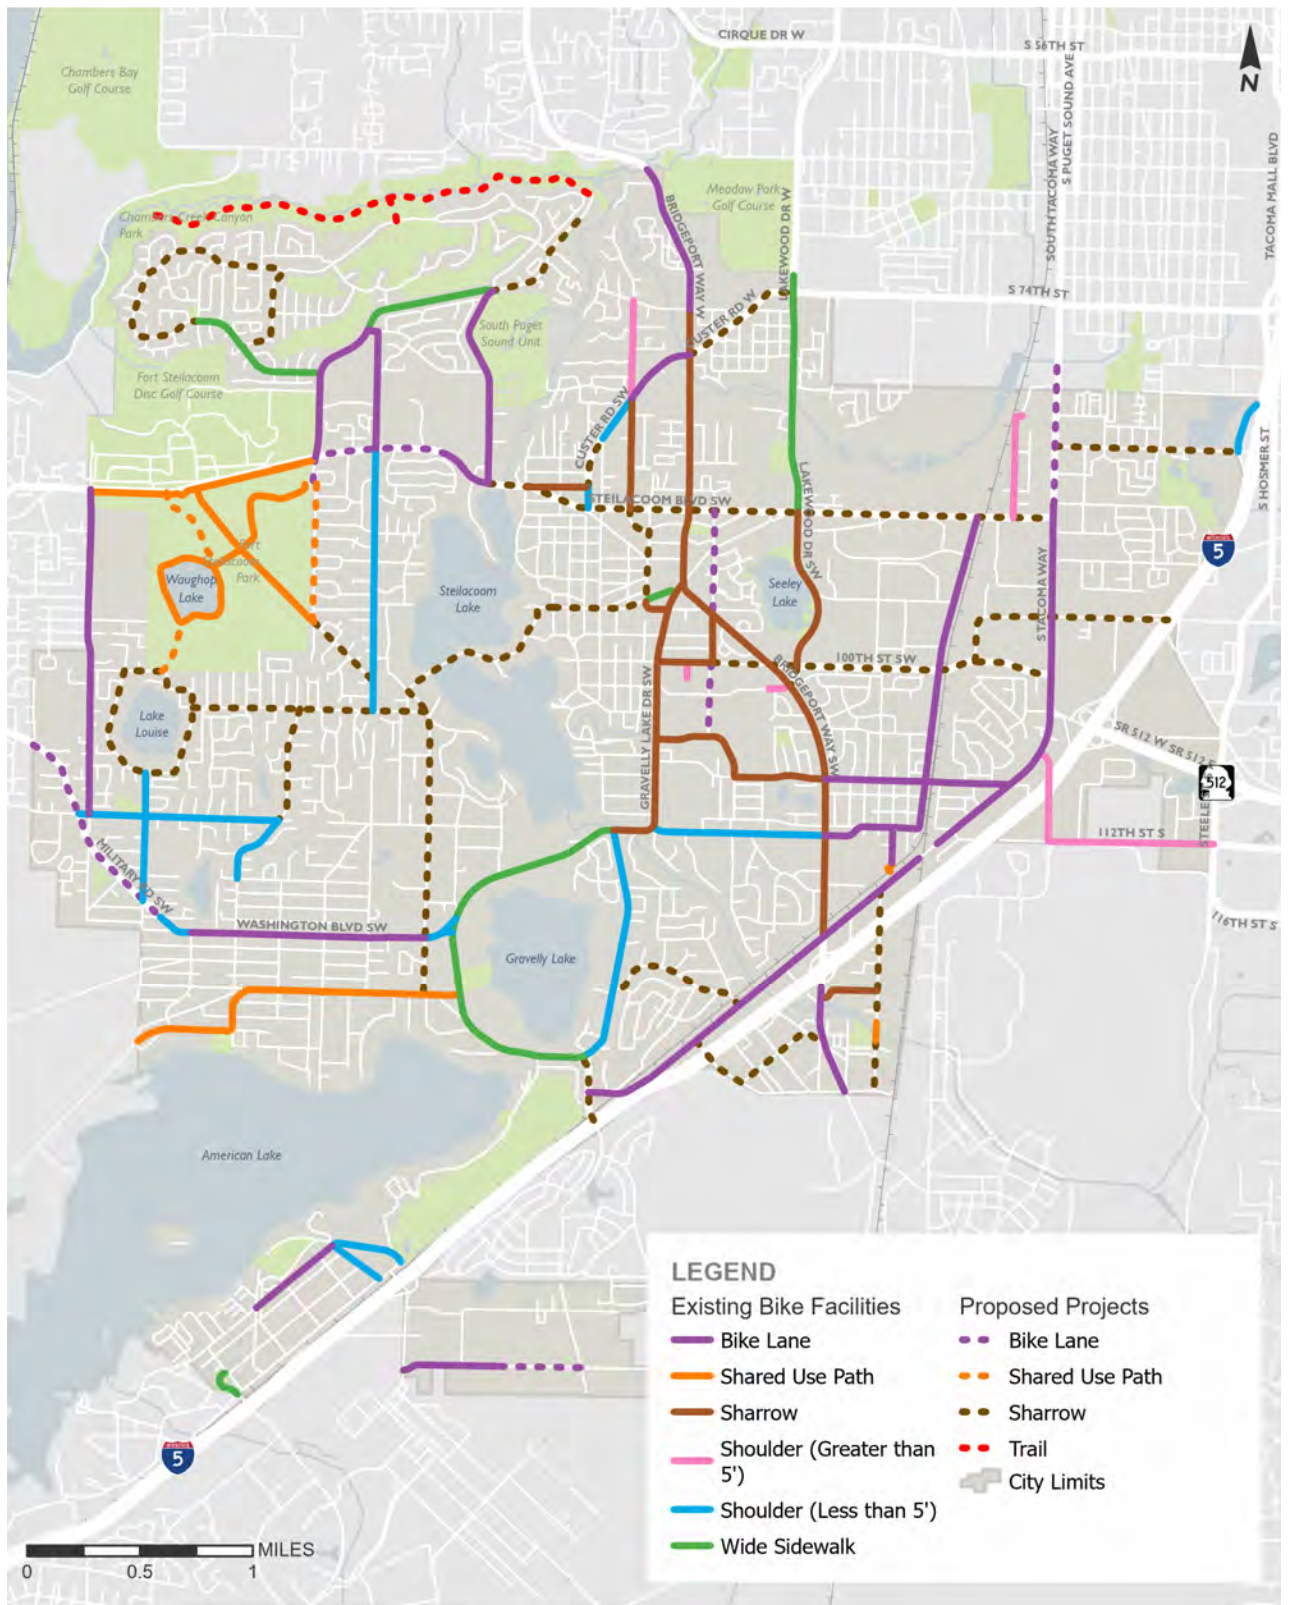 CIRQUE DR W
S 56TH ST
N
Chambers Bay
Golf Course
S PUGET SOUND AVE
TACOMA MALL BLVD
SOUTH TACOMA WAY
Meadow Park
Golf Course
LAKEWOOD DR W
BRIDGEPORT WAY W
Chambers Creek Canyon
Park
S 74TH ST
CUSTER RD W
South Puget
Sound Unit
Fort Steilacoom
Disc Golf Course
CUSTER RD SW
S HOSMER ST
STEILACOOM BLVD SW
LAKEWOOD DR SW
5
Fort
Steilacoom
Park
Waughop
Lake
Steilacoom
Lake
Seeley
Lake
S TACOMA WAY
100TH ST SW
BRIDGEPORT WAY SW
GRAVELLY LAKE DR SW
Lake
Louise
SR 512 W SR 512 E
512
112TH ST S
MILITARY RD SW
WASHINGTON BLVD SW
116TH ST S
Gravelly Lake
American Lake
5
LEGEND
Existing Bike Facilities
Bike Lane
Shared Use Path
Sharrow
Shoulder (Greater than
5')
Shoulder (Less than 5')
Wide Sidewalk
Proposed Projects
Bike Lane
Shared Use Path
Sharrow
Trail
City Limits
MILES
0 0.5 1